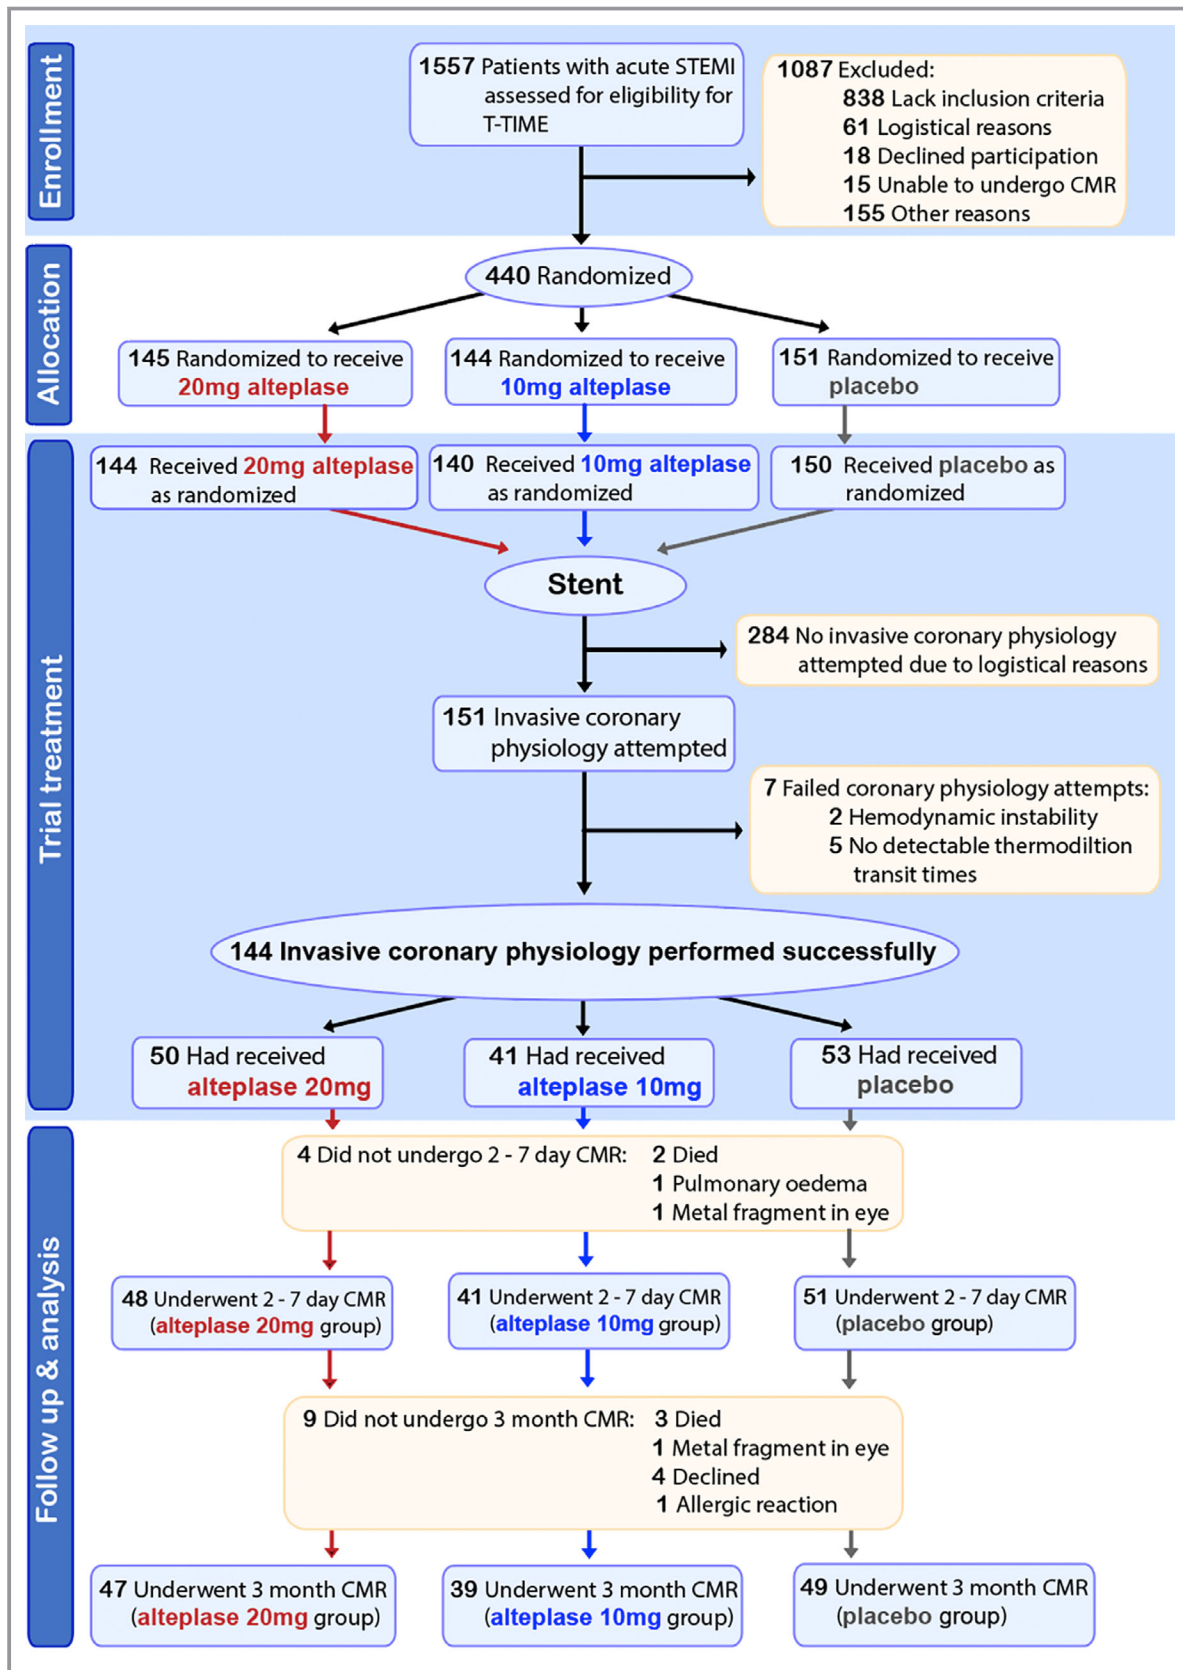 Enrollment
1557 Patients with acute STEMI
assessed for eligibility for
T-TIME
1087 Excluded:
838 Lack inclusion criteria
61 Logistical reasons
18 Declined participation
15 Unable to undergo CMR
155 Other reasons
Allocation
440 Randomized
145 Randomized to receive
20mg alteplase
144 Randomized to receive
10mg alteplase
151 Randomized to receive
placebo
Trial treatment
144 Received 20mg alteplase
as randomized
140 Received 10mg alteplase
as randomized
150 Received placebo as
randomized
Stent
284 No invasive coronary physiology
attempted due to logistical reasons
151 Invasive coronary
physiology attempted
7 Failed coronary physiology attempts:
2 Hemodynamic instability
5 No detectable thermodiltion
transit times
144 Invasive coronary physiology performed successfully
50 Had received
alteplase 20mg
41 Had received
alteplase 10mg
53 Had received
placebo
Follow up & analysis
4 Did not undergo 2 - 7 day CMR: 2 Died
1 Pulmonary oedema
1 Metal fragment in eye
48 Underwent 2 - 7 day CMR
(alteplase 20mg group)
41 Underwent 2 - 7 day CMR
(alteplase 10mg group)
51 Underwent 2 - 7 day CMR
(placebo group)
9 Did not undergo 3 month CMR: 3 Died
1 Metal fragment in eye
4 Declined
1 Allergic reaction
47 Underwent 3 month CMR
(alteplase 20mg group)
39 Underwent 3 month CMR
(alteplase 10mg group)
49 Underwent 3 month CMR
(placebo group)